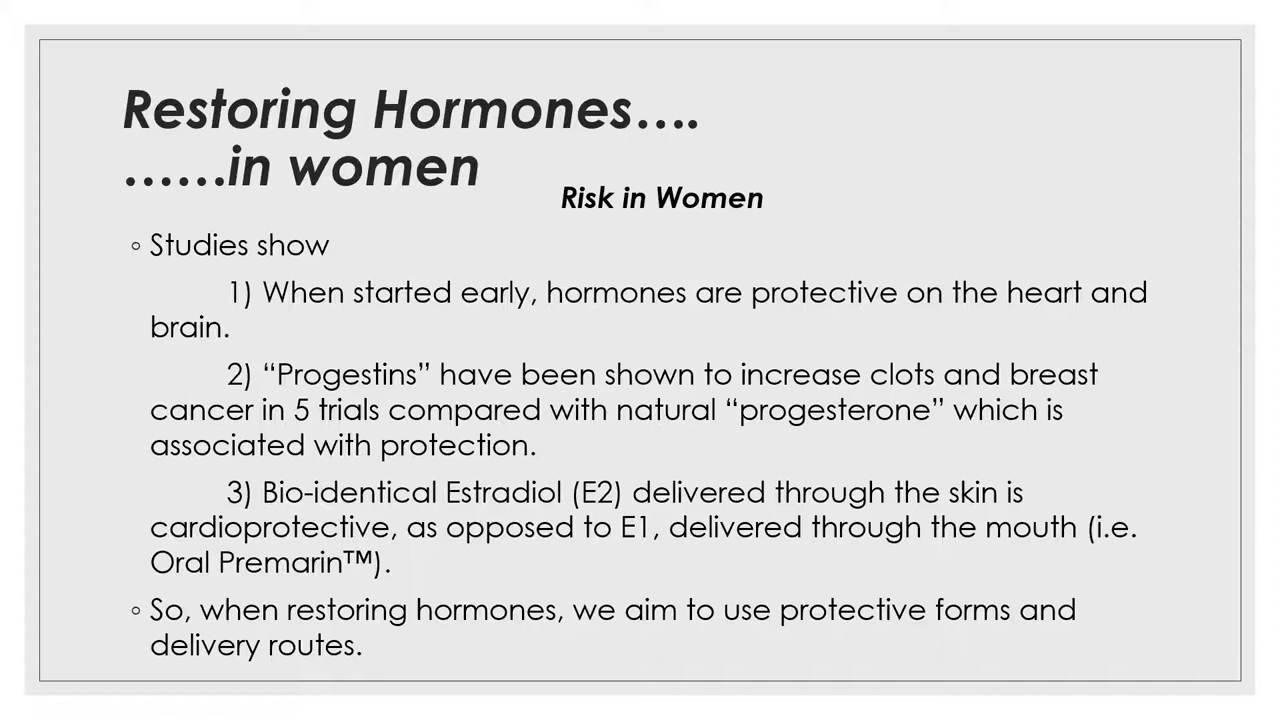 Restoring Hormones….
……in women
Risk in Women
◦ Studies show
1) When started early, hormones are protective on the heart and
brain.
2) “Progestins” have been shown to increase clots and breast
cancer in 5 trials compared with natural “progesterone” which is
associated with protection.
3) Bio-identical Estradiol (E2) delivered through the skin is
cardioprotective, as opposed to E1, delivered through the mouth (i.e.
Oral Premarin™).
◦ So, when restoring hormones, we aim to use protective forms and
delivery routes.